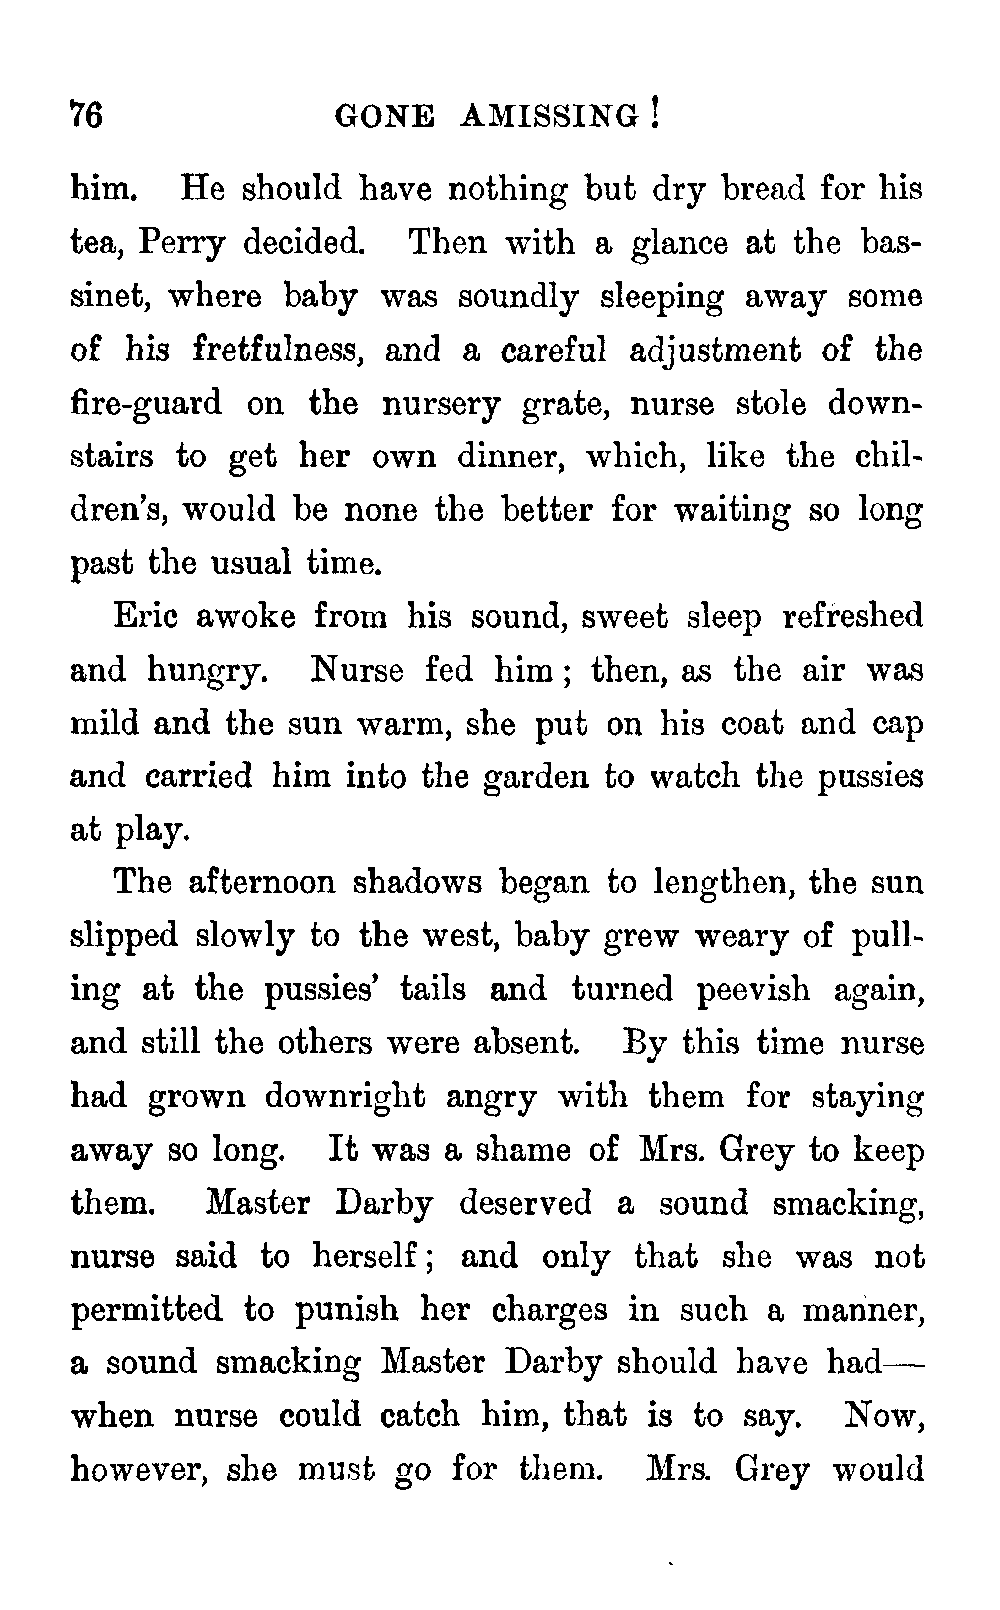 76 GONE AMISSING!
him. He should have nothing but dry bread for his
tea, Perry decided. Then with a glance at the bas-
sinet, where baby was soundly sleeping away some
of his fretfulness, and a careful adjustment of the
fire-guard on the nursery grate, nurse stole down-
stairs to get her own dinner, which, like the chil-
dren's, would be none the better for waiting so long
past the usual time.
Eric awoke from his sound, sweet sleep refreshed
and hungry. Nurse fed him; then, as the air was
mild and the sun warm, she put on his coat and cap
and carried him into the garden to watch the pussies
at play.
The afternoon shadows began to lengthen, the sun
slipped slowly to the west, baby grew weary of pull-
ing at the pussies' tails and turned peevish again,
and still the others were absent. By this time nurse
had grown downright angry with them for staying
away so long. It was a shame of Mrs. Grey to keep
them. Master Darby deserved a sound smacking,
nurse said to herself; and only that she was not
permitted to punish her charges in such a manner,
a sound smacking Master Darby should have had—
when nurse could catch him, that is to say. Now,
however, she must go for them. Mrs. Grey would